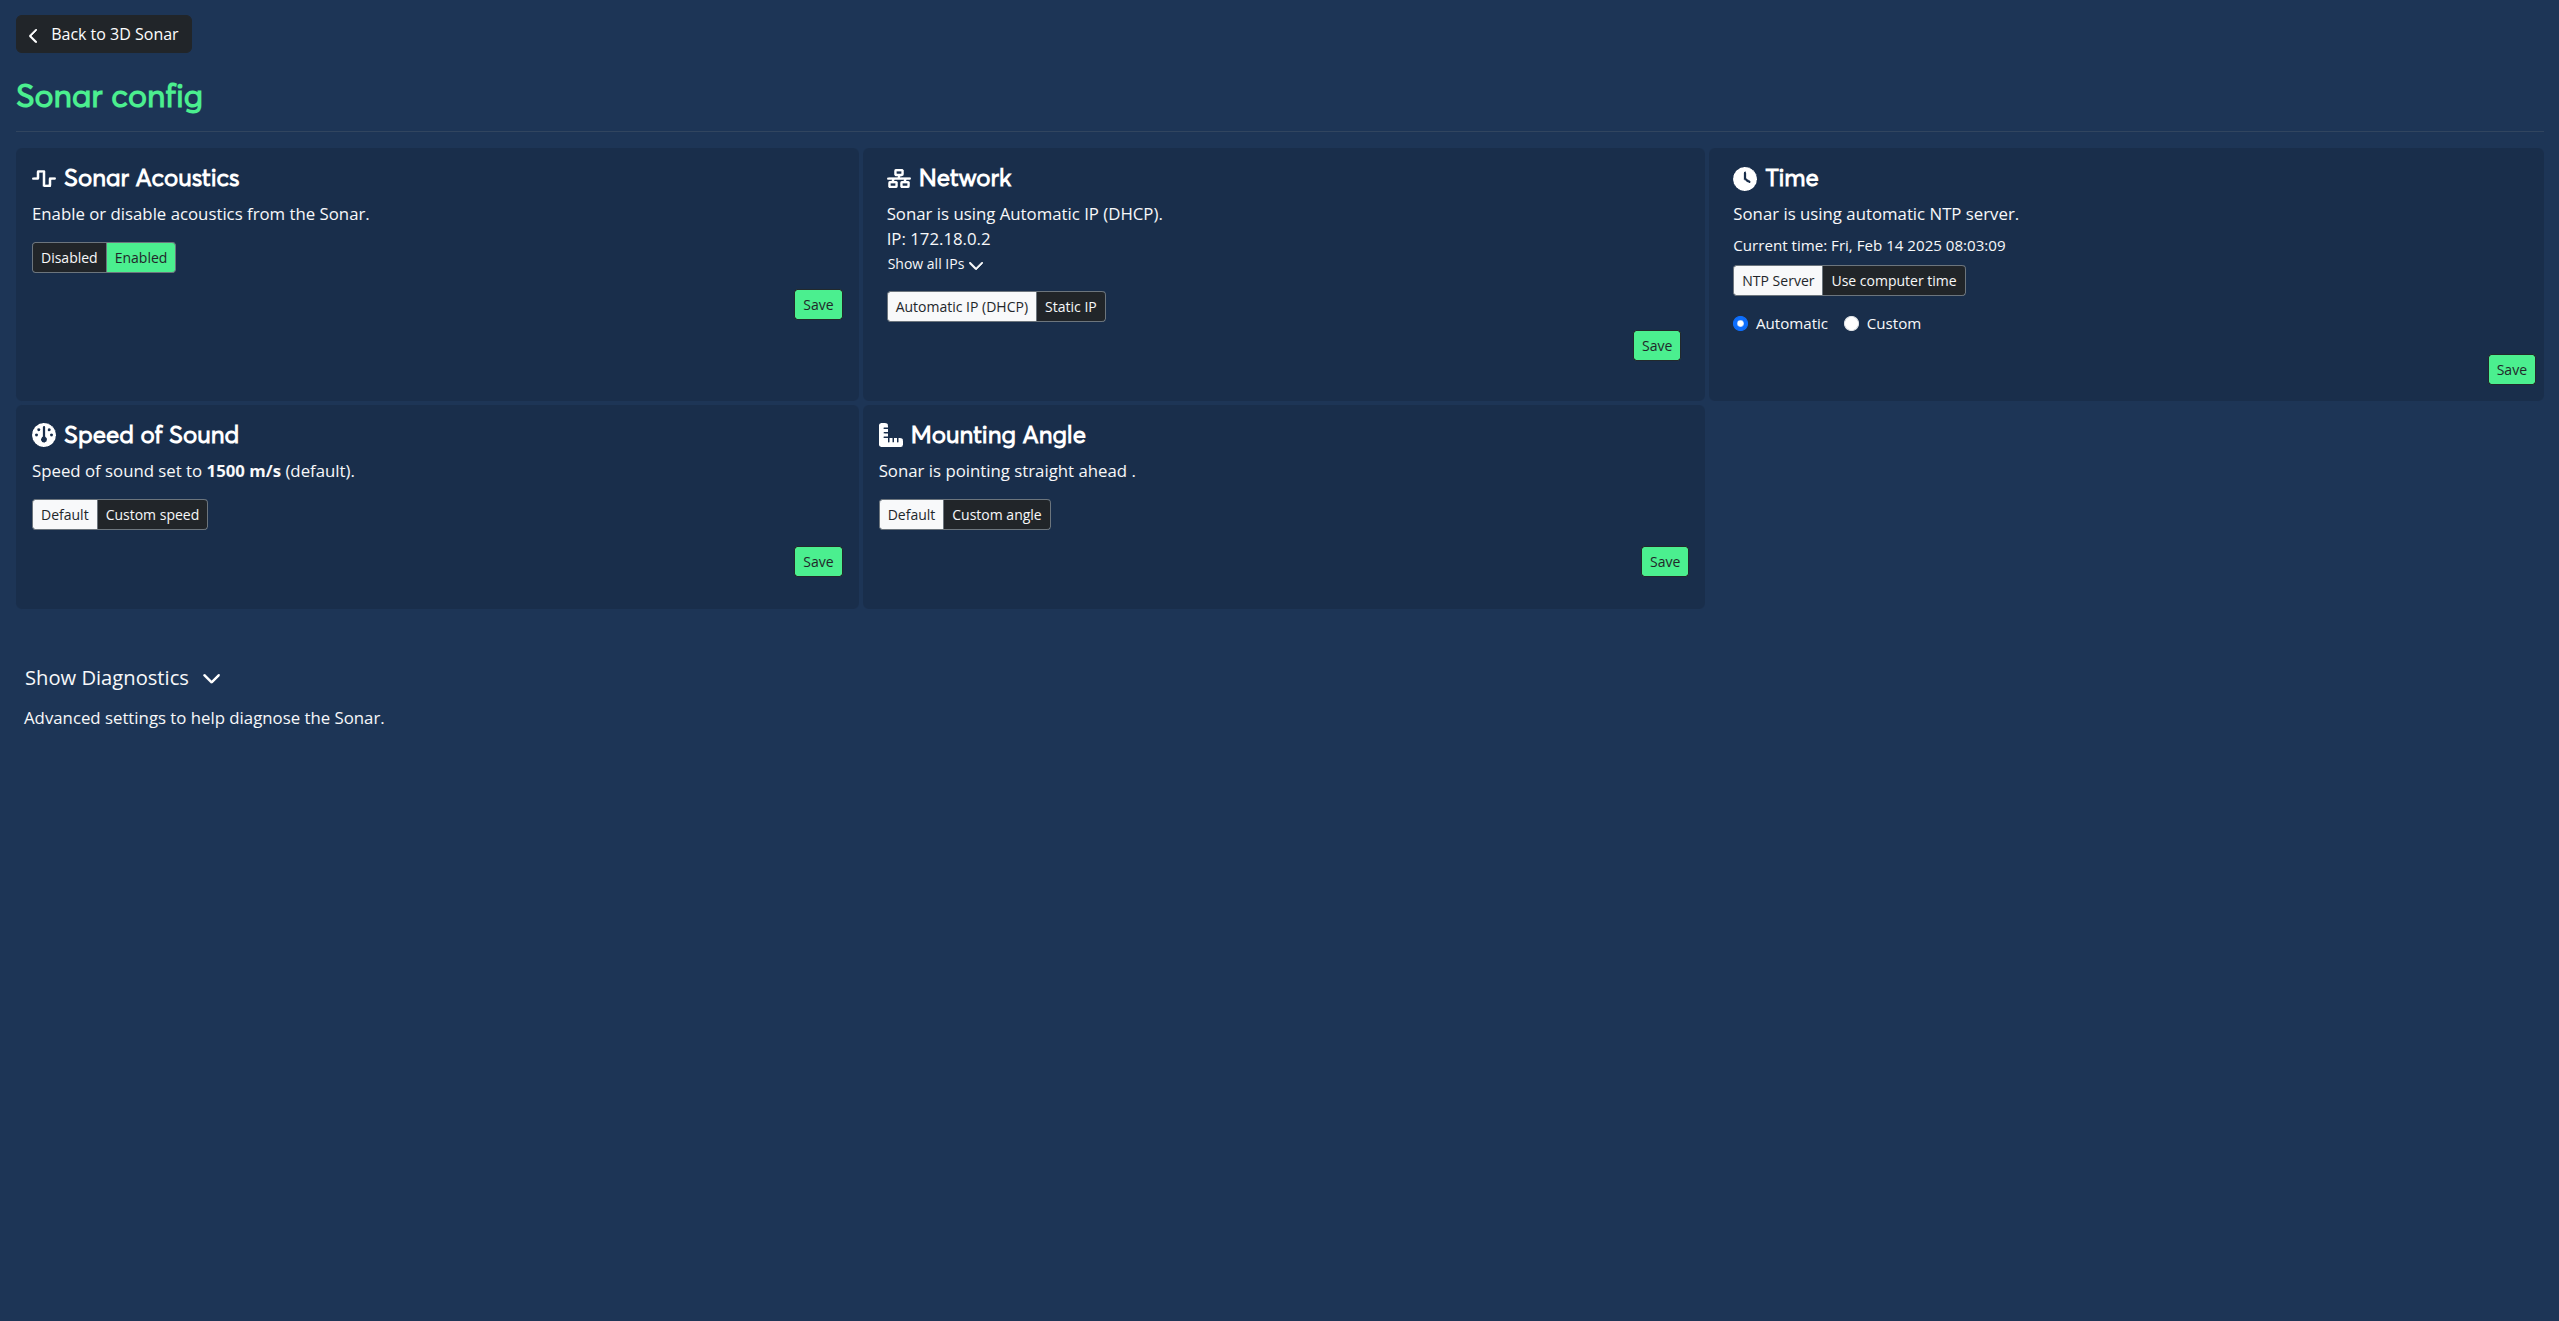 Back to 3D Sonar
Sonar config
Sonar Acoustics
Enable or disable acoustics from the Sonar.
Disabled Enabled
Save
Network
Sonar is using Automatic IP (DHCP).
IP: 172.18.0.2
Show all IPs
Automatic IP (DHCP) Static IP
Save
Time
Sonar is using automatic NTP server.
Current time: Fri, Feb 14 2025 08:03:09
NTP Server Use computer time
Automatic Custom
Save
Speed of Sound
Speed of sound set to 1500 m/s (default).
Default Custom speed
Save
Mounting Angle
Sonar is pointing straight ahead .
Default Custom angle
Save
Show Diagnostics
Advanced settings to help diagnose the Sonar.